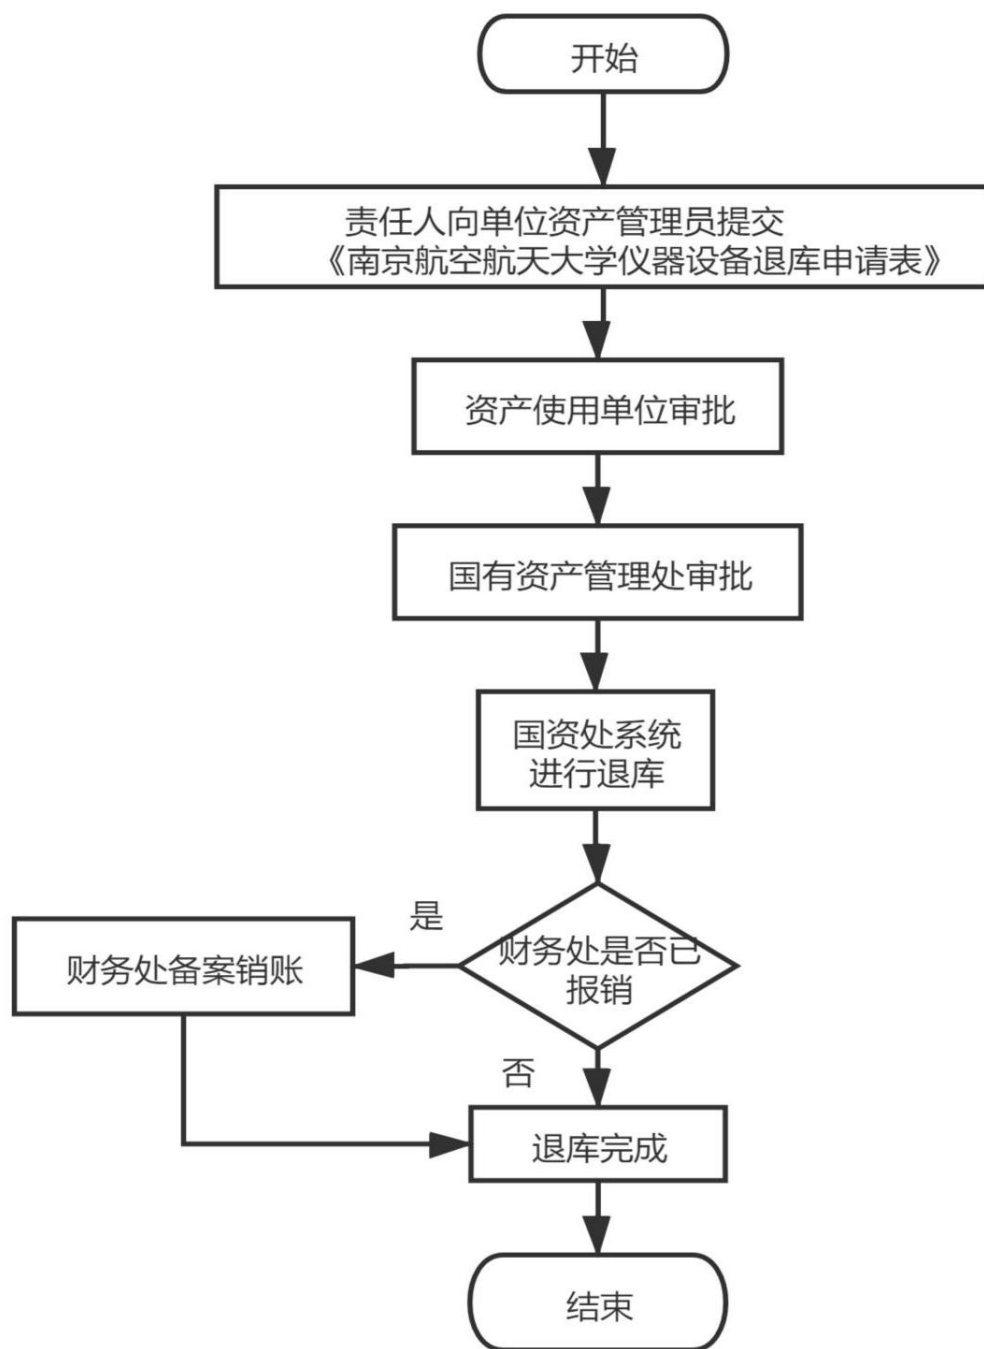 开始
责任人向单位资产管理员提交
《南京航空航天大学仪器设备退库申请表》
资产使用单位审批
国有资产管理处审批
国资处系统
进行退库
财务处是否已
报销
是
财务处备案销账
否
退库完成
结束